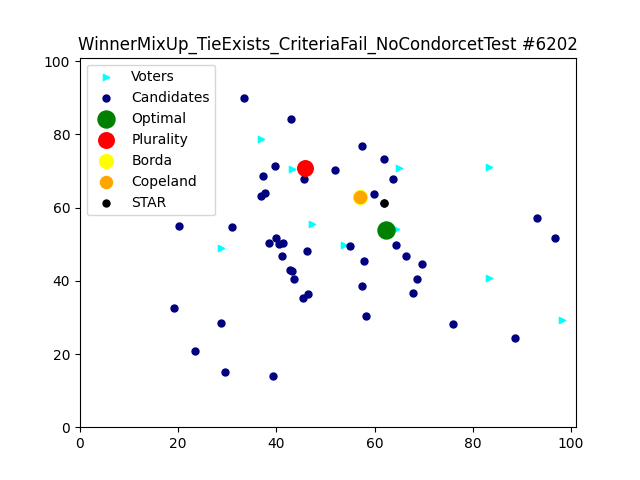 WinnerMixUp_TieExists_CriteriaFail_NoCondorcetTest #6202
100
80
60
40
20
0
Voters
Candidates
Optimal
Plurality
Borda
Copeland
STAR
0 20 40 60 80 100